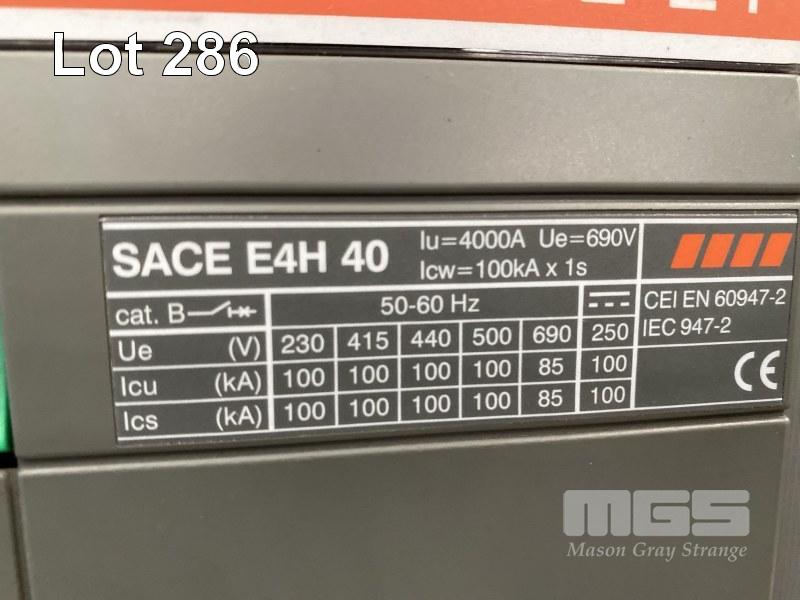 Lot 286
SACE E4H 40
Iu=4000A Ue=690V
Icw=100kA x 1s
cat. B 50-60 Hz
CEI EN 60947-2
IEC 947-2
Ue (V) 230 415 440 500 690 250
Icu (kA) 100 100 100 100 85 100
Ics (kA) 100 100 100 100 85 100
CE
MGS
Mason Gray Strange